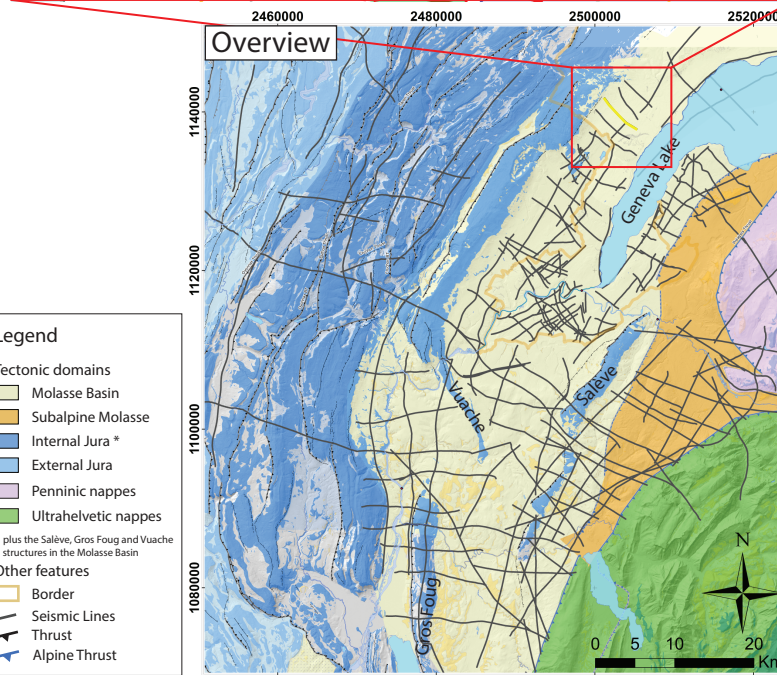 2460000
2480000
2500000
2520000
Overview
1140000
1120000
1100000
1080000
Geneva Lake
Vuache
Salève
Gros Foug
Legend
Tectonic domains
Molasse Basin
Subalpine Molasse
Internal Jura *
External Jura
Penninic nappes
Ultrahelvetic nappes
plus the Salève, Gros Foug and Vuache
structures in the Molasse Basin
Other features
Border
Seismic Lines
Thrust
Alpine Thrust
N
0 5 10 20
Km